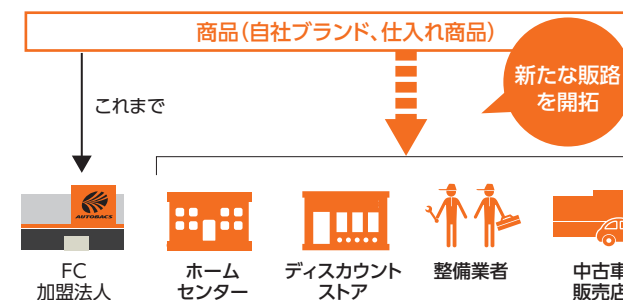 商品(自社ブランド、仕入れ商品)
新たな販路
を開拓
これまで
AUTOBACS
FC
加盟法人
ホーム
センター
ディスカウント
ストア
整備業者
中古車
販売店